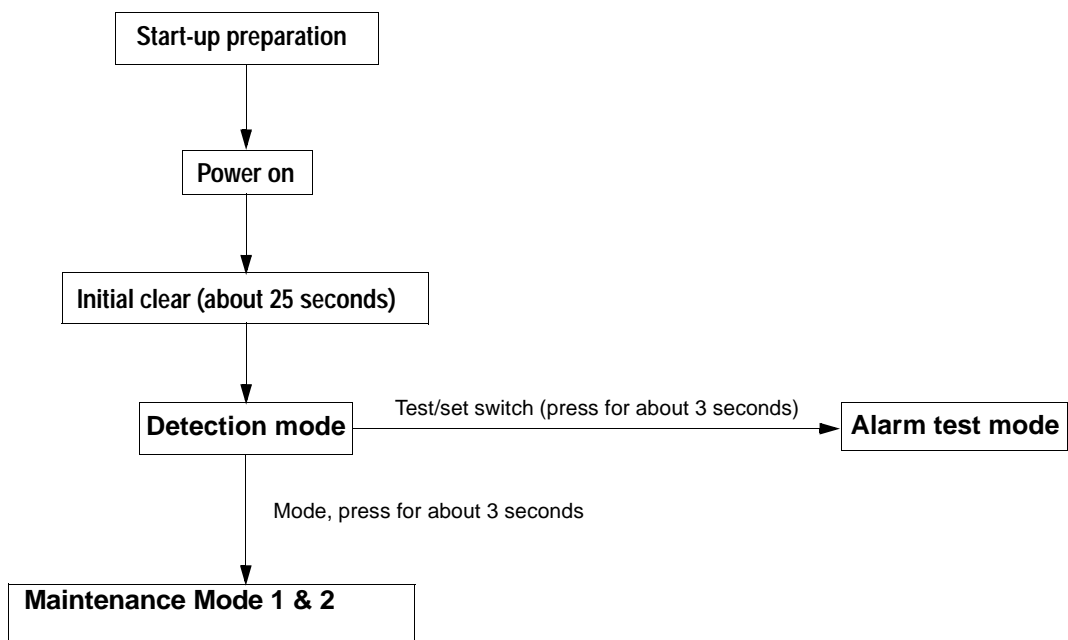 Start-up preparation
Power on
Initial clear (about 25 seconds)
Detection mode
Test/set switch (press for about 3 seconds)
Alarm test mode
Mode, press for about 3 seconds
Maintenance Mode 1 & 2